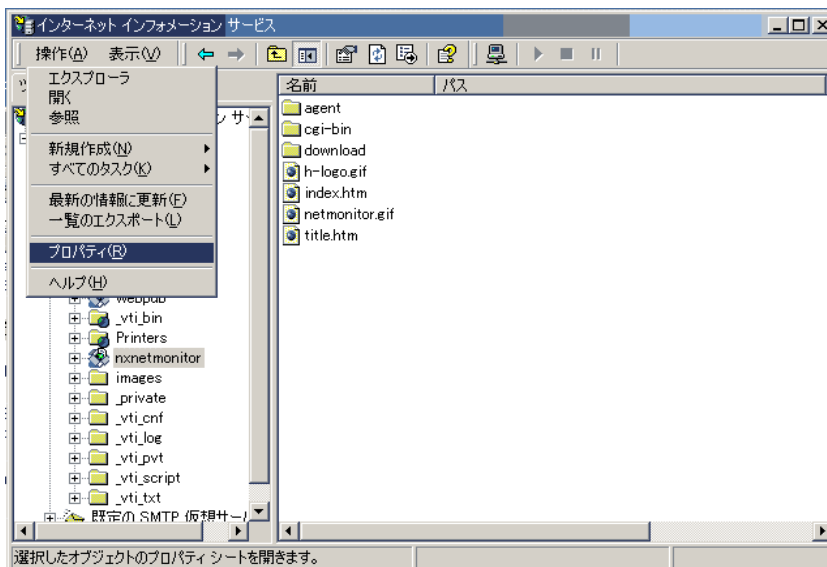 インターネット インフォメーション サービス
操作(A) 表示(V)
エクスプローラ
開く
参照
新規作成(N)
すべてのタスク(K)
最新の情報に更新(F)
一覧のエクスポート(L)
プロパティ(R)
ヘルプ(H)
webpub
_vti_bin
Printers
nxnetmonitor
images
_private
_vti_cnf
_vti_log
_vti_pvt
_vti_script
_vti_txt
既定の SMTP 仮想サー
名前 パス
agent
cgi-bin
download
h-logo.gif
index.htm
netmonitor.gif
title.htm
選択したオブジェクトのプロパティ シートを開きます。